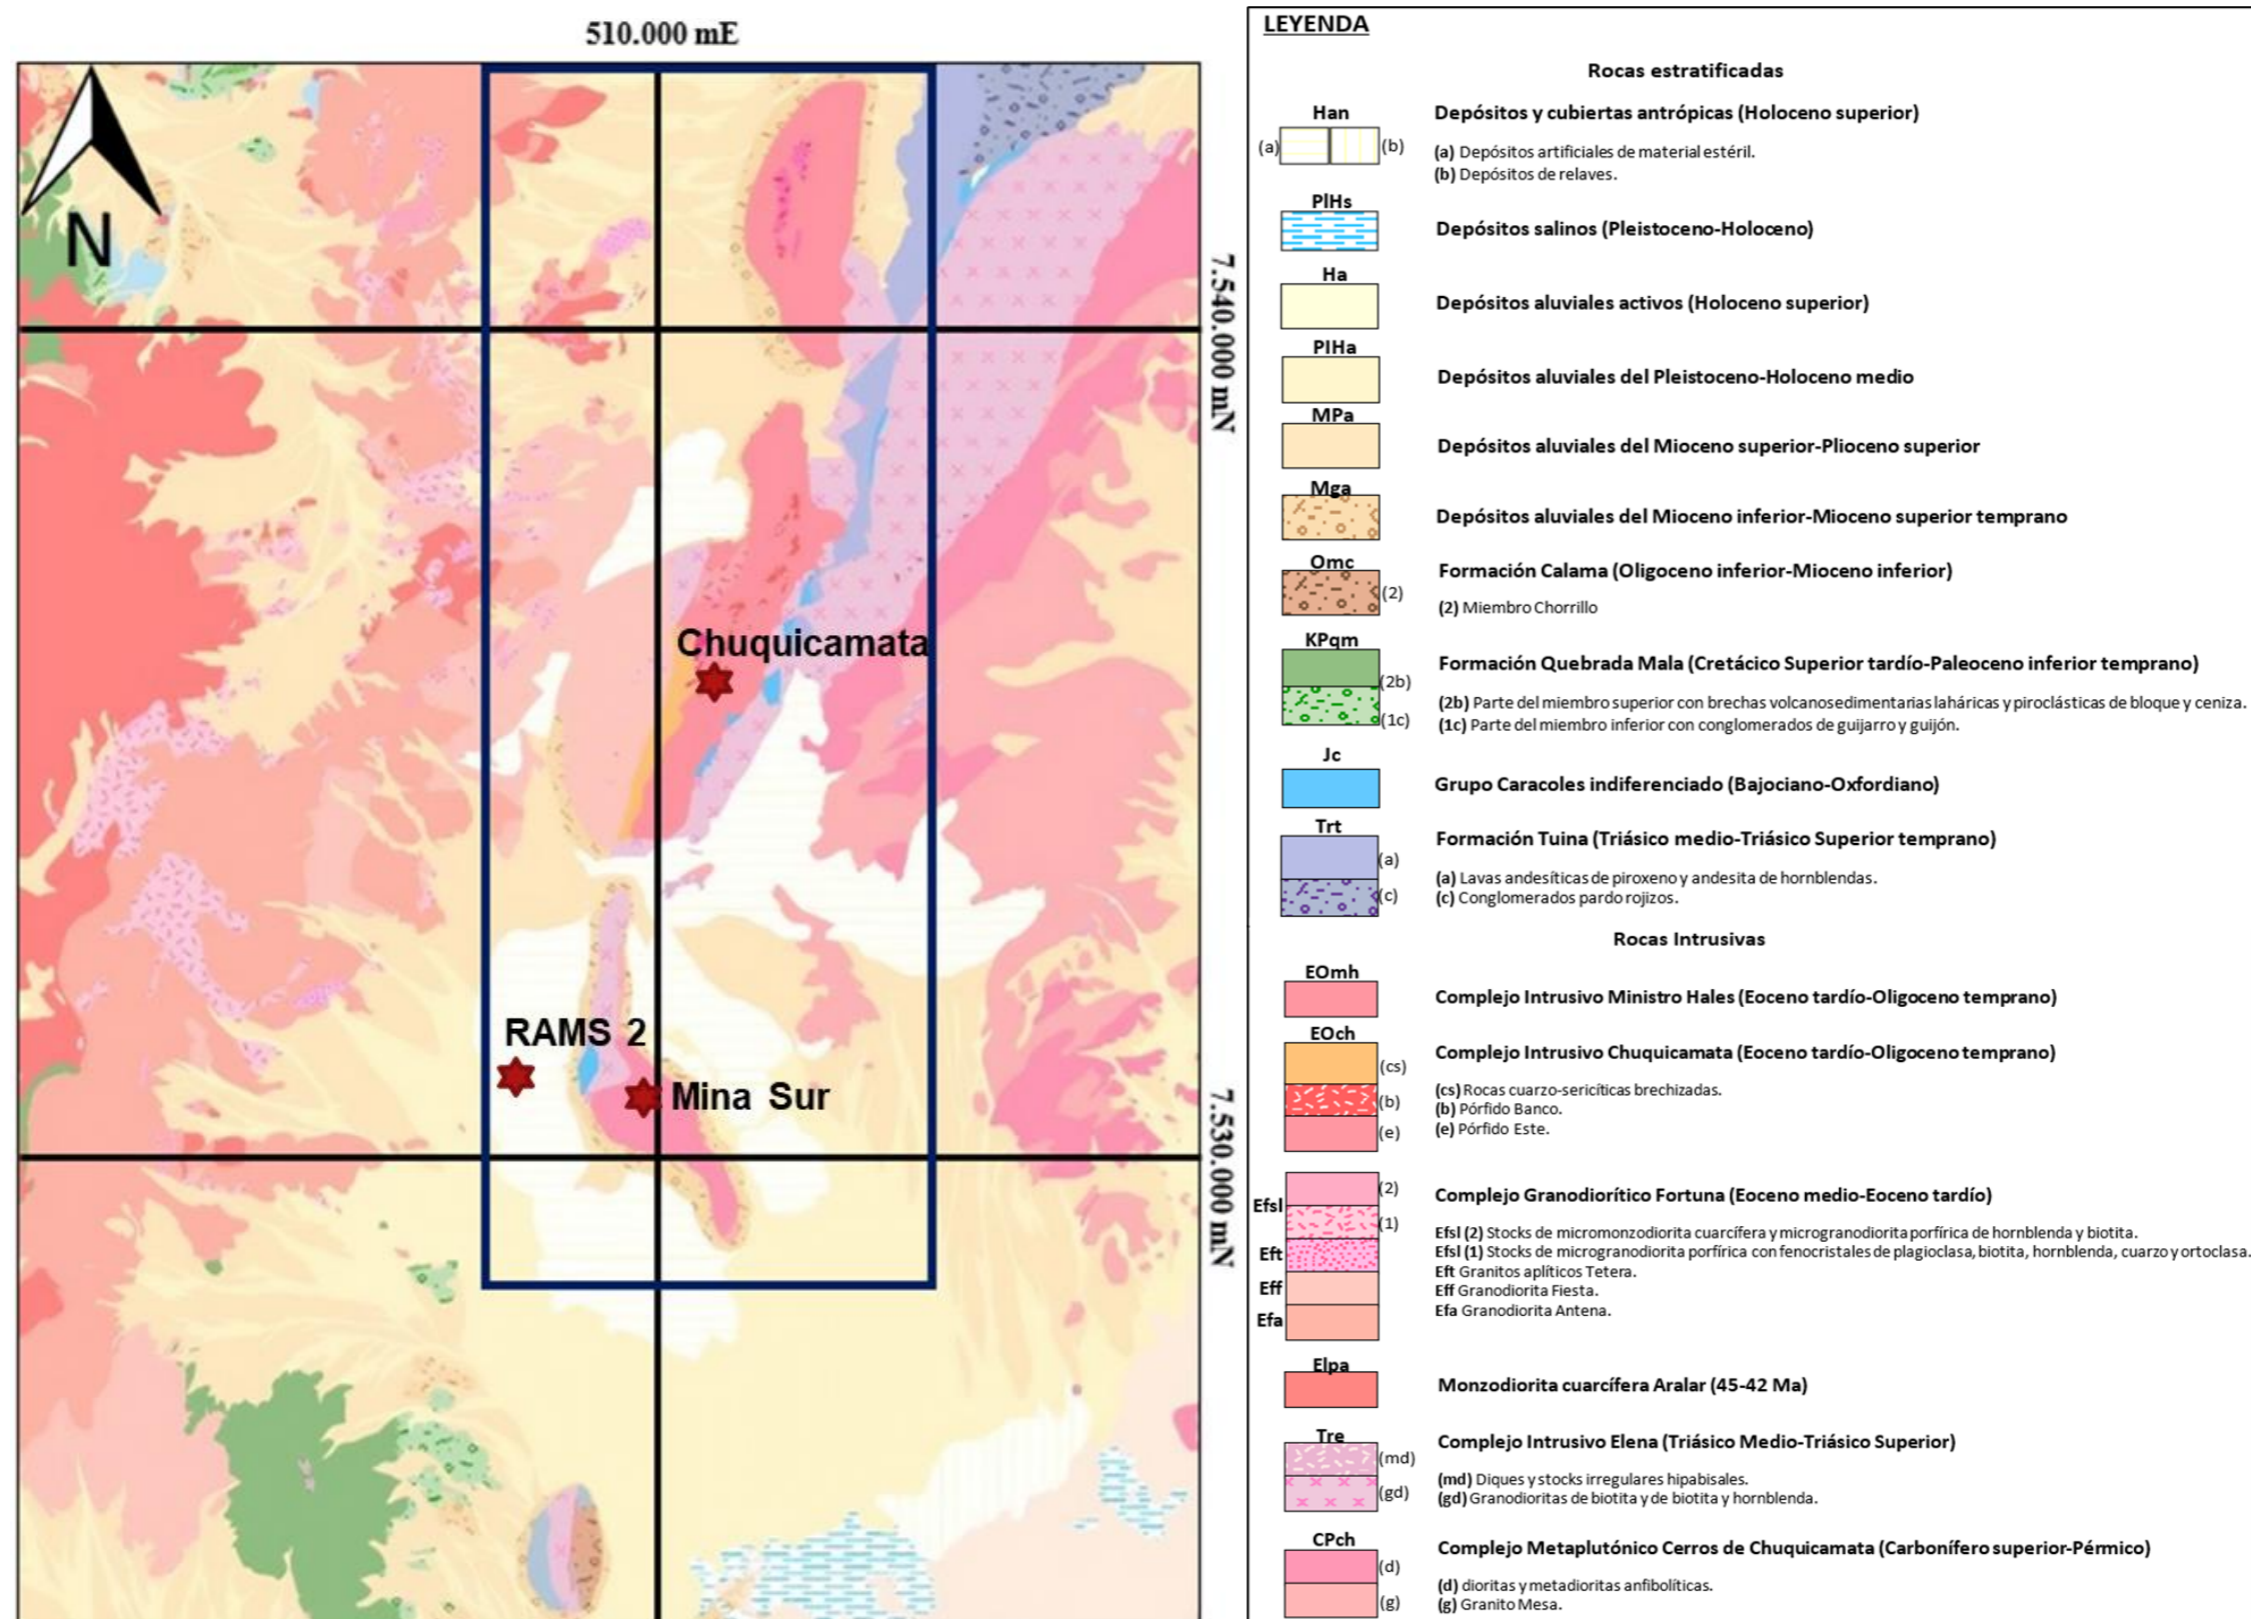 510.000 mE
N
7.540.000 mN
Chuquicamata
RAMS 2
Mina Sur
7.530.000 mN
LEYENDA
Rocas estratificadas
Han
(a)
(b)
Depósitos y cubiertas antrópicas (Holoceno superior)
(a) Depósitos artificiales de material estéril.
(b) Depósitos de relaves.
PlHs
Depósitos salinos (Pleistoceno-Holoceno)
Ha
Depósitos aluviales activos (Holoceno superior)
PlHa
Depósitos aluviales del Pleistoceno-Holoceno medio
MPa
Depósitos aluviales del Mioceno superior-Plioceno superior
Mga
Depósitos aluviales del Mioceno inferior-Mioceno superior temprano
Omc
(2)
Formación Calama (Oligoceno inferior-Mioceno inferior)
(2) Miembro Chorrillo
KPqm
(2b)
(1c)
Formación Quebrada Mala (Cretácico Superior tardío-Paleoceno inferior temprano)
(2b) Parte del miembro superior con brechas volcanosedimentarias laháricas y piroclásticas de bloque y ceniza.
(1c) Parte del miembro inferior con conglomerados de guijarro y guijón.
Jc
Grupo Caracoles indiferenciado (Bajociano-Oxfordiano)
Trt
(a)
(c)
Formación Tuina (Triásico medio-Triásico Superior temprano)
(a) Lavas andesíticas de piroxeno y andesita de hornblendas.
(c) Conglomerados pardo rojizos.
Rocas Intrusivas
EOmh
Complejo Intrusivo Ministro Hales (Eoceno tardío-Oligoceno temprano)
EOch
(cs)
(b)
(e)
Complejo Intrusivo Chuquicamata (Eoceno tardío-Oligoceno temprano)
(cs) Rocas cuarzo-sericíticas brechizadas.
(b) Pórfido Banco.
(e) Pórfido Este.
Efsl
(2)
(1)
Eft
Eff
Efa
Complejo Granodiorítico Fortuna (Eoceno medio-Eoceno tardío)
Efsl (2) Stocks de micromonzodiorita cuarcífera y microgranodiorita porfírica de hornblenda y biotita.
Efsl (1) Stocks de microgranodiorita porfírica con fenocristales de plagioclasa, biotita, hornblenda, cuarzo y ortoclasa.
Eft Granitos aplíticos Tetera.
Eff Granodiorita Fiesta.
Efa Granodiorita Antena.
Elpa
Monzodiorita cuarcífera Aralar (45-42 Ma)
Tre
(md)
(gd)
Complejo Intrusivo Elena (Triásico Medio-Triásico Superior)
(md) Diques y stocks irregulares hipabisales.
(gd) Granodioritas de biotita y de biotita y hornblenda.
CPch
(d)
(g)
Complejo Metaplutónico Cerros de Chuquicamata (Carbonífero superior-Pérmico)
(d) dioritas y metadioritas anfibolíticas.
(g) Granito Mesa.